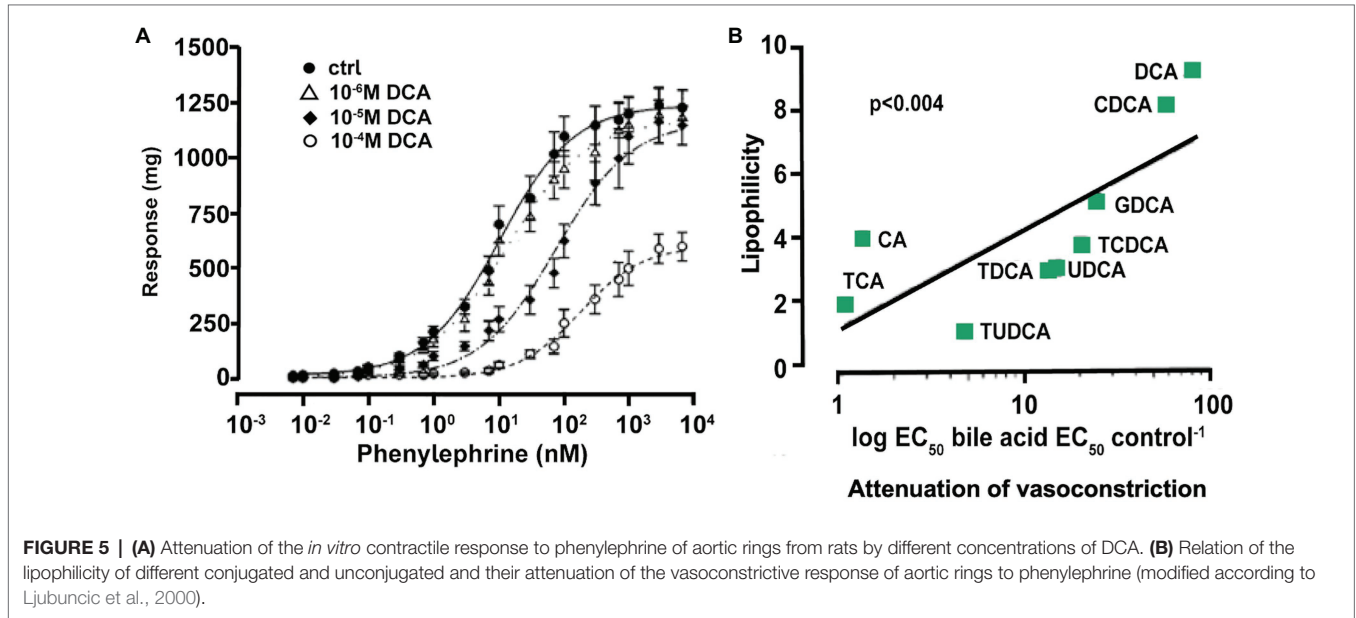 A
1500
1250
1000
750
500
250
0
Response (mg)
ctrl
10⁻⁶M DCA
10⁻⁵M DCA
10⁻⁴M DCA
10⁻³ 10⁻² 10⁻¹ 10⁰ 10¹ 10² 10³ 10⁴
Phenylephrine (nM)
B
10
8
6
4
2
0
Lipophilicity
p<0.004
DCA
CDCA
GDCA
CA
TCDCA
TDCA
UDCA
TCA
TUDCA
1 10 100
log EC₅₀ bile acid EC₅₀ control⁻¹
Attenuation of vasoconstriction
FIGURE 5 | (A) Attenuation of the in vitro contractile response to phenylephrine of aortic rings from rats by different concentrations of DCA. (B) Relation of the
lipophilicity of different conjugated and unconjugated and their attenuation of the vasoconstrictive response of aortic rings to phenylephrine (modified according to
Ljubuncic et al., 2000).